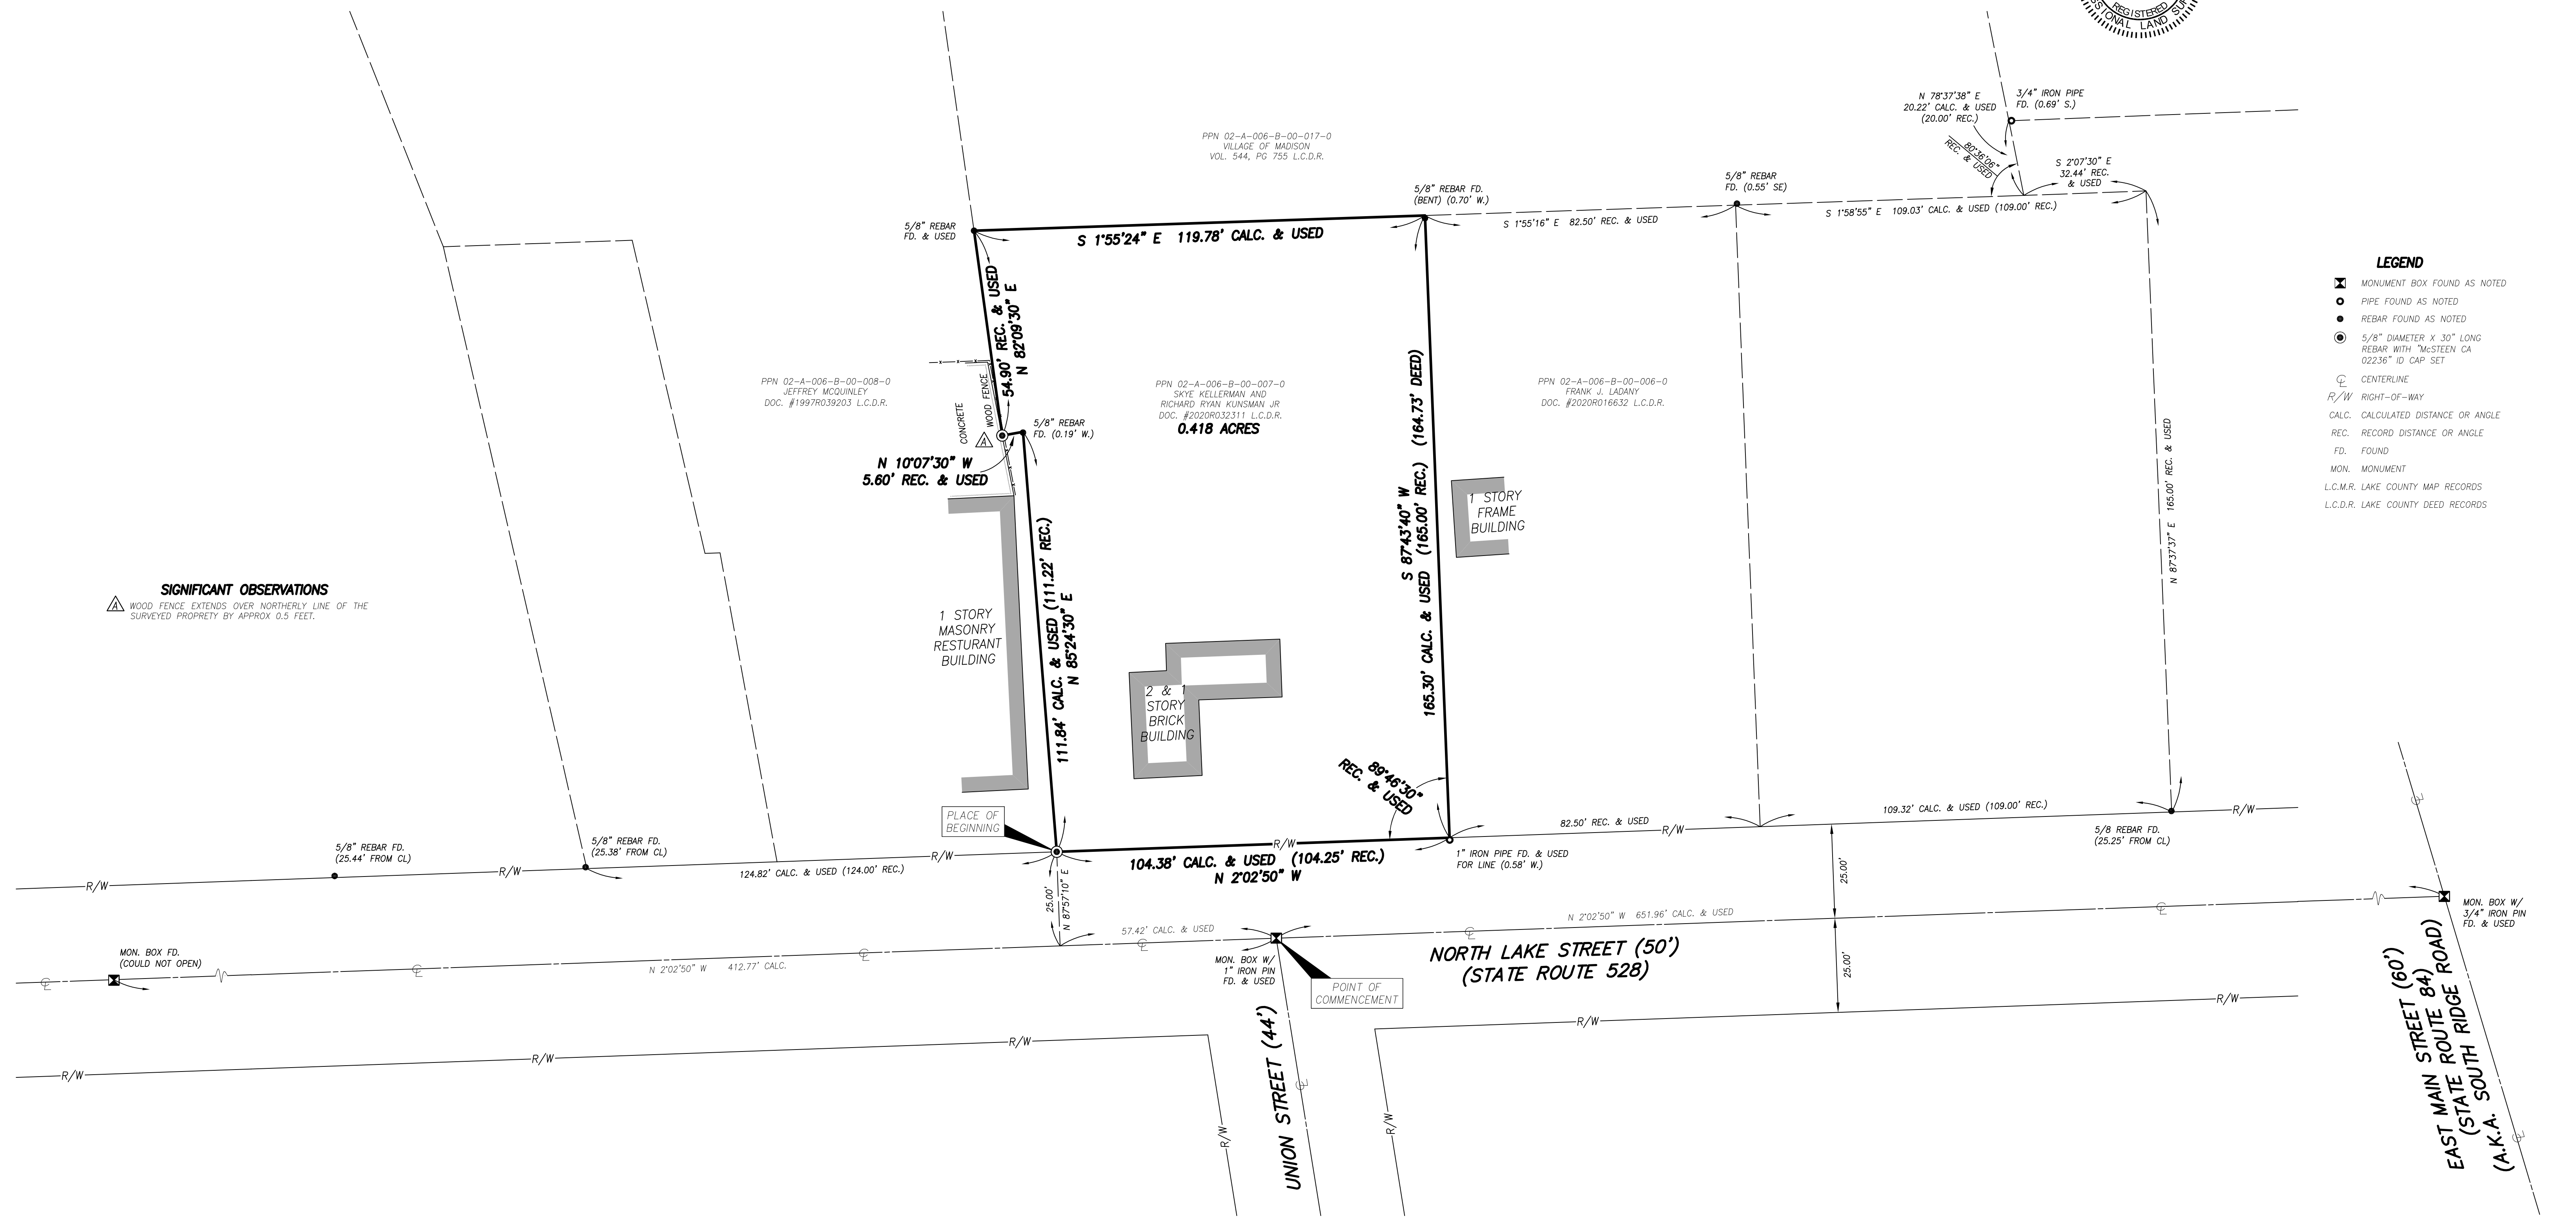 REGISTERED
SIONAL LAND SUR
N 78°37'38" E
20.22' CALC. & USED
(20.00' REC.)
3/4" IRON PIPE
FD. (0.69' S.)
80°36'06"
REC. & USED
S 2°07'30" E
32.44' REC.
& USED
PPN 02-A-006-B-00-017-0
VILLAGE OF MADISON
VOL. 544, PG 755 L.C.D.R.
5/8" REBAR
FD. & USED
5/8" REBAR FD.
(BENT) (0.70' W.)
5/8" REBAR
FD. (0.55' SE)
S 1°55'24" E 119.78' CALC. & USED
S 1°55'16" E 82.50' REC. & USED
S 1°58'55" E 109.03' CALC. & USED (109.00' REC.)
LEGEND
MONUMENT BOX FOUND AS NOTED
PIPE FOUND AS NOTED
REBAR FOUND AS NOTED
5/8" DIAMETER X 30" LONG
REBAR WITH "McSTEEN CA
02236" ID CAP SET
CENTERLINE
R/W RIGHT-OF-WAY
CALC. CALCULATED DISTANCE OR ANGLE
REC. RECORD DISTANCE OR ANGLE
FD. FOUND
MON. MONUMENT
L.C.M.R. LAKE COUNTY MAP RECORDS
L.C.D.R. LAKE COUNTY DEED RECORDS
54.90' REC. & USED
N 82°09'30" E
PPN 02-A-006-B-00-008-0
JEFFREY MCQUINLEY
DOC. #1997R039203 L.C.D.R.
CONCRETE
WOOD FENCE
A
5/8" REBAR
FD. (0.19' W.)
N 10°07'30" W
5.60' REC. & USED
PPN 02-A-006-B-00-007-0
SKYE KELLERMAN AND
RICHARD RYAN KUNSMAN JR
DOC. #2020R032311 L.C.D.R.
0.418 ACRES
PPN 02-A-006-B-00-006-0
FRANK J. LADANY
DOC. #2020R016632 L.C.D.R.
S 87°43'40" W
165.30' CALC. & USED (165.00' REC.) (164.73' DEED)
1 STORY
FRAME
BUILDING
N 87°37'37" E 165.00' REC. & USED
SIGNIFICANT OBSERVATIONS
A
WOOD FENCE EXTENDS OVER NORTHERLY LINE OF THE
SURVEYED PROPRETY BY APPROX 0.5 FEET.
1 STORY
MASONRY
RESTURANT
BUILDING
111.84' CALC. & USED (111.22' REC.)
N 85°24'30" E
2 & 1
STORY
BRICK
BUILDING
89°46'30"
REC. & USED
PLACE OF
BEGINNING
5/8" REBAR FD.
(25.44' FROM CL)
5/8" REBAR FD.
(25.38' FROM CL)
R/W
R/W
R/W
R/W
R/W
R/W
124.82' CALC. & USED (124.00' REC.)
104.38' CALC. & USED (104.25' REC.)
N 2°02'50" W
1" IRON PIPE FD. & USED
FOR LINE (0.58' W.)
82.50' REC. & USED
109.32' CALC. & USED (109.00' REC.)
5/8 REBAR FD.
(25.25' FROM CL)
25.00'
N 87°57'10" E
25.00'
25.00'
MON. BOX FD.
(COULD NOT OPEN)
N 2°02'50" W 412.77' CALC.
57.42' CALC. & USED
N 2°02'50" W 651.96' CALC. & USED
MON. BOX W/
1" IRON PIN
FD. & USED
POINT OF
COMMENCEMENT
NORTH LAKE STREET (50')
(STATE ROUTE 528)
MON. BOX W/
3/4" IRON PIN
FD. & USED
R/W
R/W
R/W
R/W
R/W
R/W
R/W
UNION STREET (44')
EAST MAIN STREET (60')
(STATE ROUTE 84)
(A.K.A. SOUTH RIDGE ROAD)